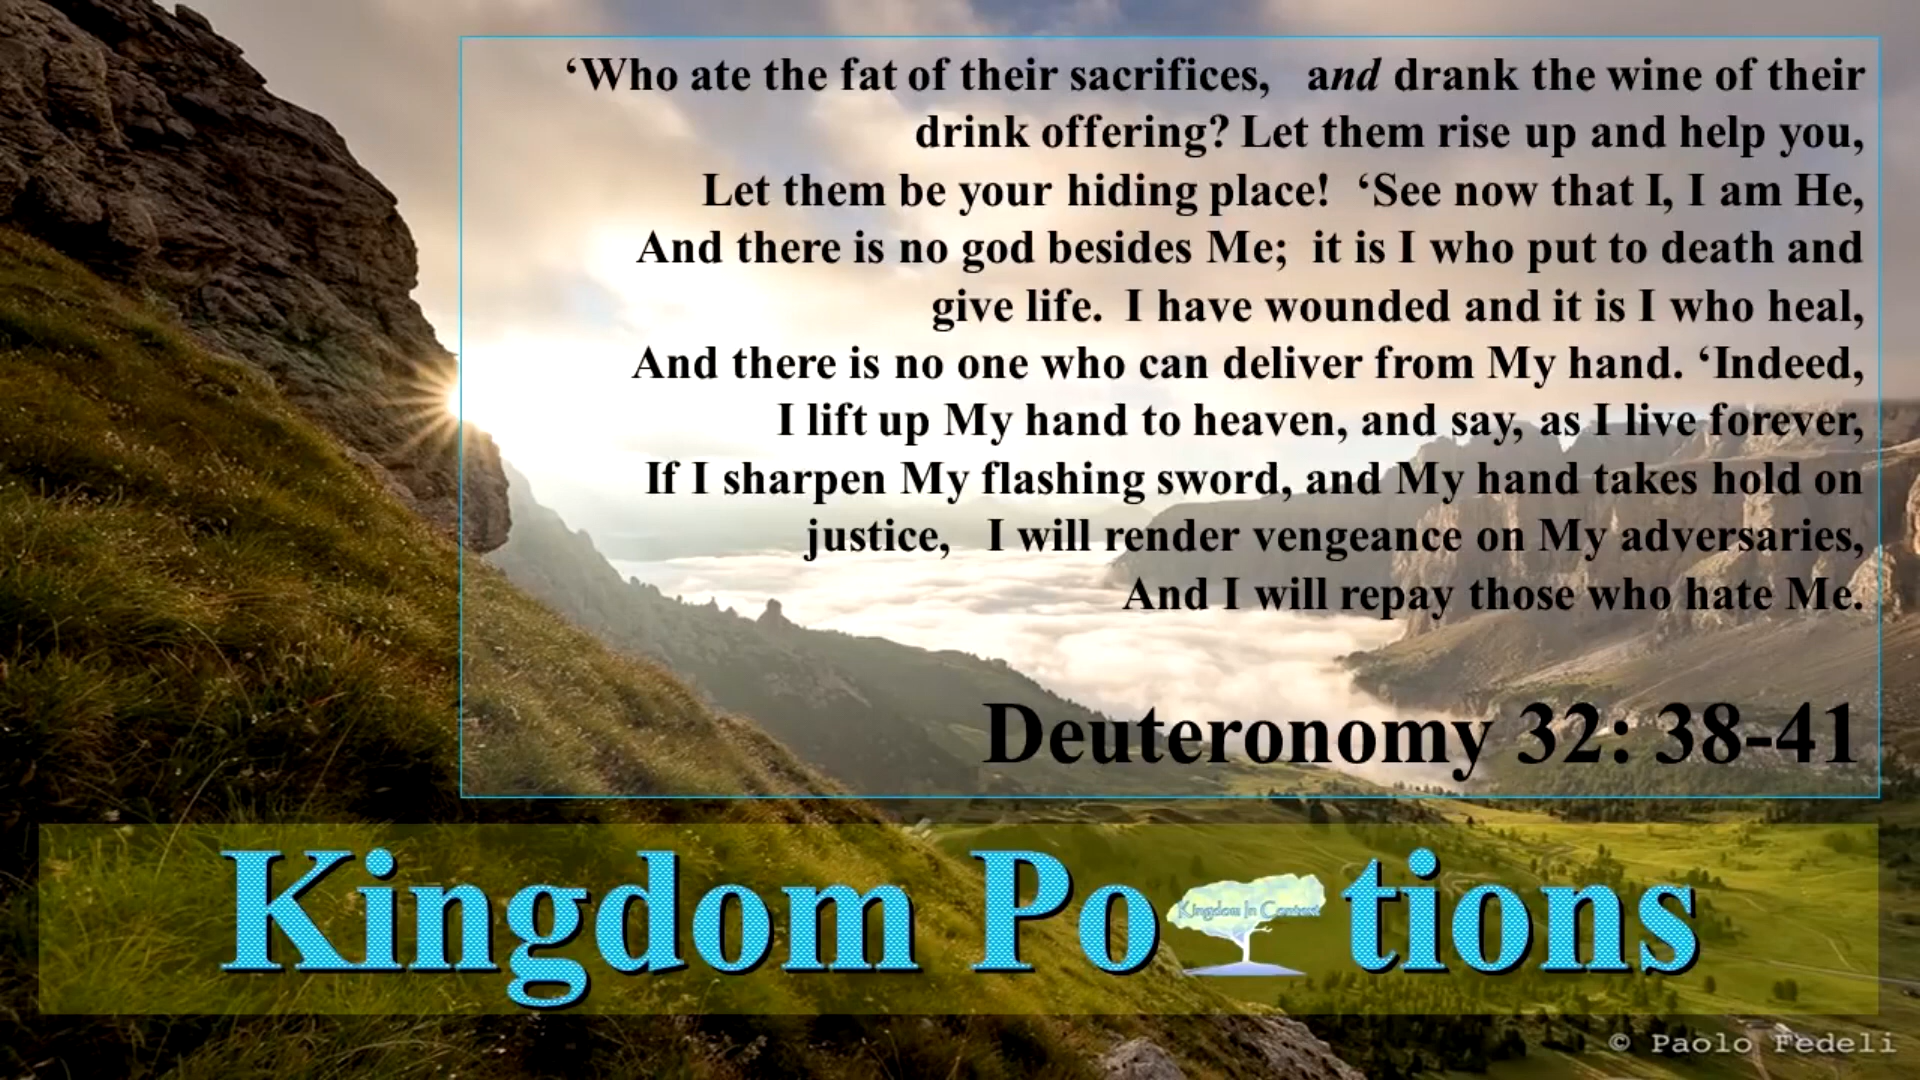 ‘Who ate the fat of their sacrifices,   and drank the wine of their
drink offering? Let them rise up and help you,
Let them be your hiding place!  ‘See now that I, I am He,
And there is no god besides Me;  it is I who put to death and
give life.  I have wounded and it is I who heal,
And there is no one who can deliver from My hand. ‘Indeed,
I lift up My hand to heaven, and say, as I live forever,
If I sharpen My flashing sword, and My hand takes hold on
justice,   I will render vengeance on My adversaries,
And I will repay those who hate Me.
Deuteronomy 32: 38-41
Kingdom Po tions
Kingdom In Context
© Paolo Fedeli